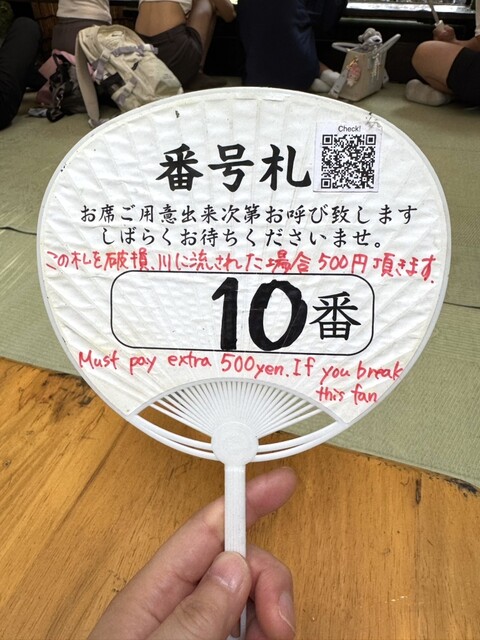 Check!
番号札
お席ご用意出来次第お呼び致します
しばらくお待ちくださいませ。
この札を破損、川に流された場合500円頂きます.
10番
Must pay extra 500yen. If you break
this fan